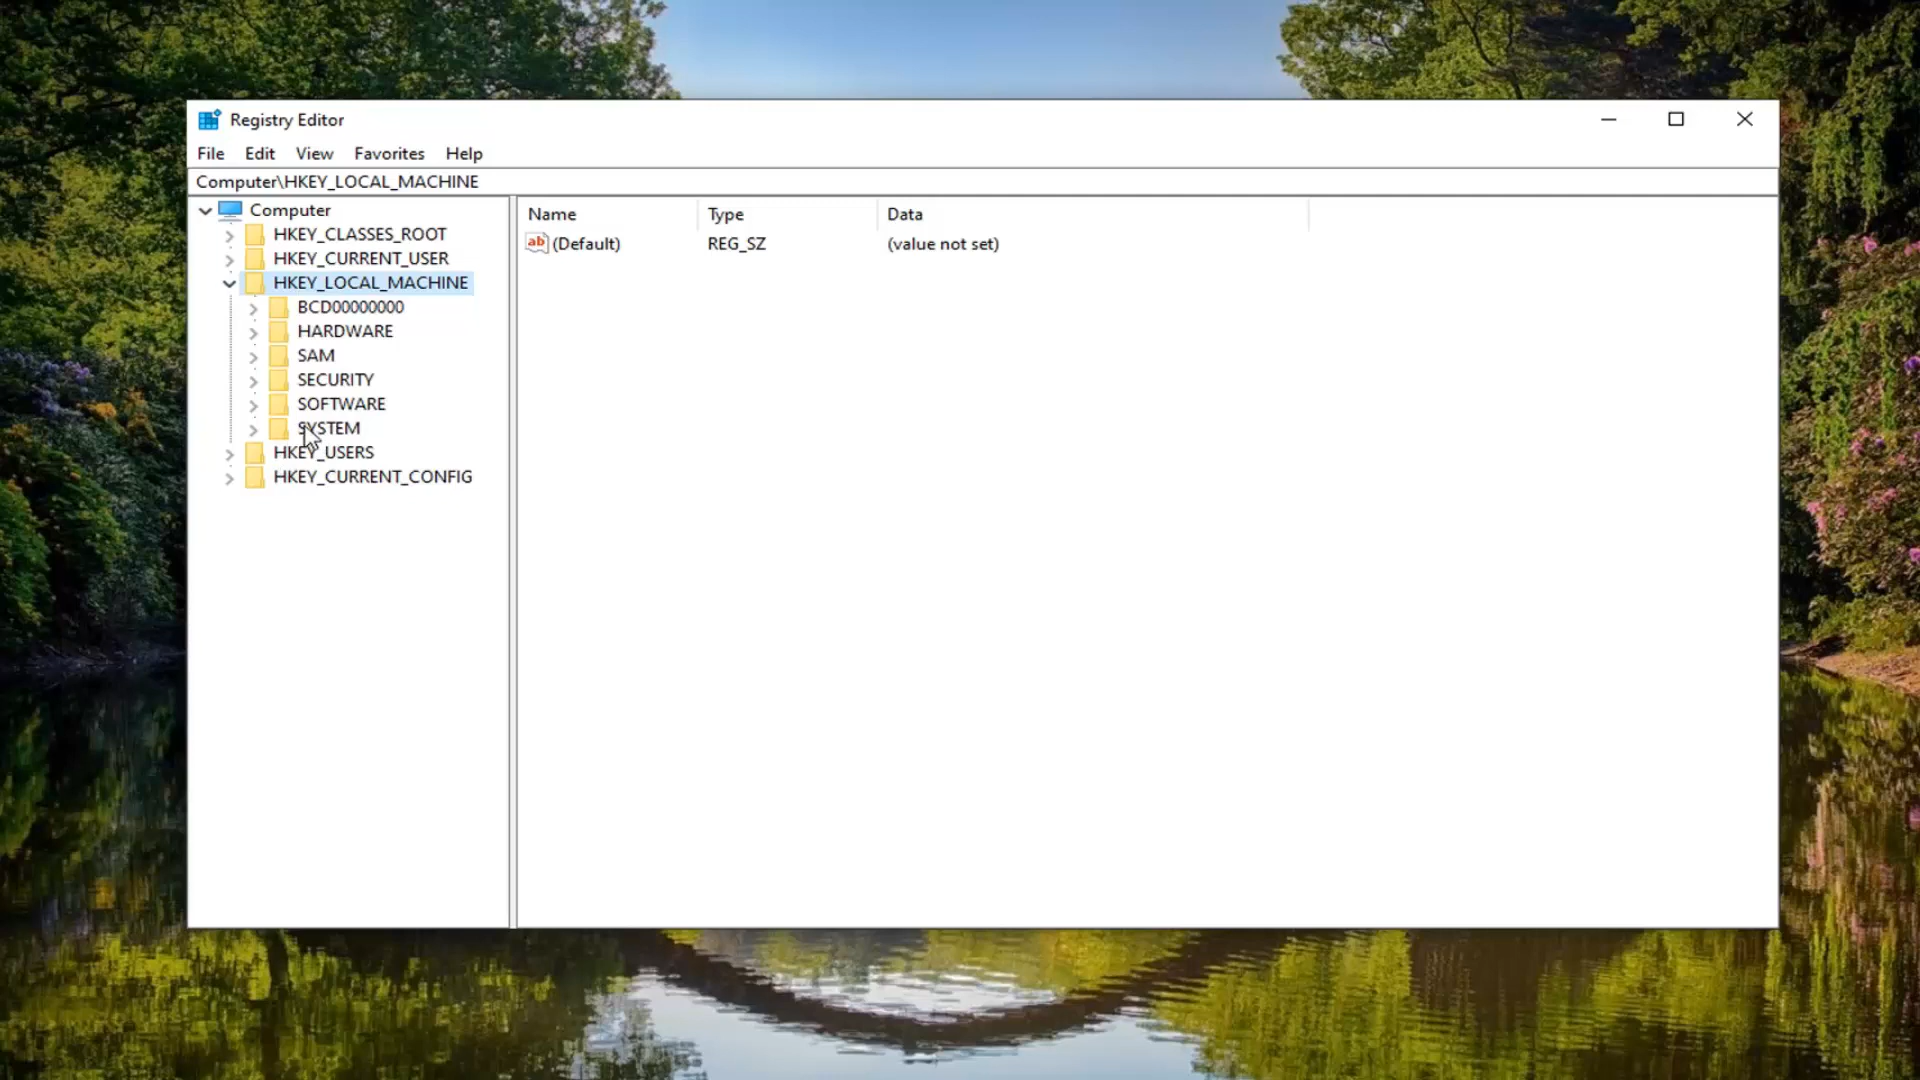 Registry Editor
File Edit View Favorites Help
Computer\HKEY_LOCAL_MACHINE
Computer
HKEY_CLASSES_ROOT
HKEY_CURRENT_USER
HKEY_LOCAL_MACHINE
BCD00000000
HARDWARE
SAM
SECURITY
SOFTWARE
SYSTEM
HKEY_USERS
HKEY_CURRENT_CONFIG
Name Type Data
ab (Default) REG_SZ (value not set)